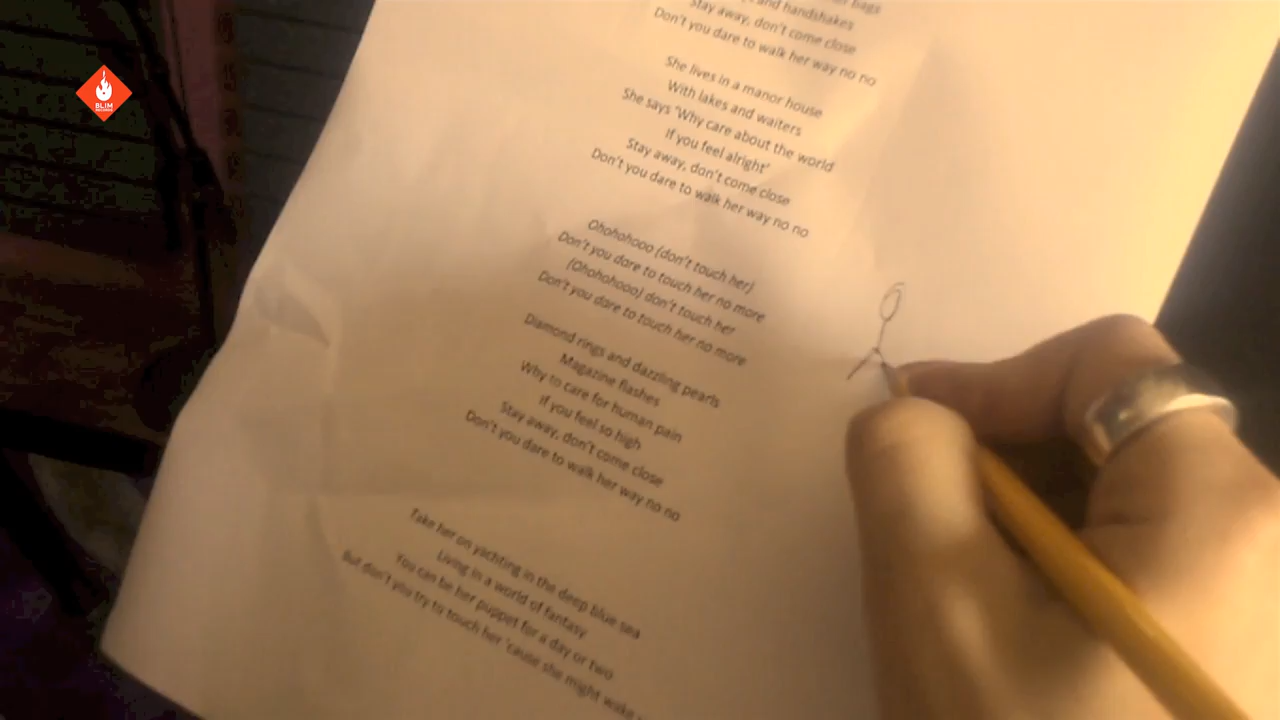 BLIM
RECORDS
bags
and handshakes
Stay away, don't come close
Don't you dare to walk her way no no
She lives in a manor house
With lakes and waiters
She says 'Why care about the world
If you feel alright'
Stay away, don't come close
Don't you dare to walk her way no no
Ohohohooo (don't touch her)
Don't you dare to touch her no more
(Ohohohooo) don't touch her
Don't you dare to touch her no more
Diamond rings and dazzling pearls
Magazine flashes
Why to care for human pain
If you feel so high
Stay away, don't come close
Don't you dare to walk her way no no
Take her on yachting in the deep blue sea
Living in a world of fantasy
You can be her puppet for a day or two
But don't you try to touch her 'cause she might wake